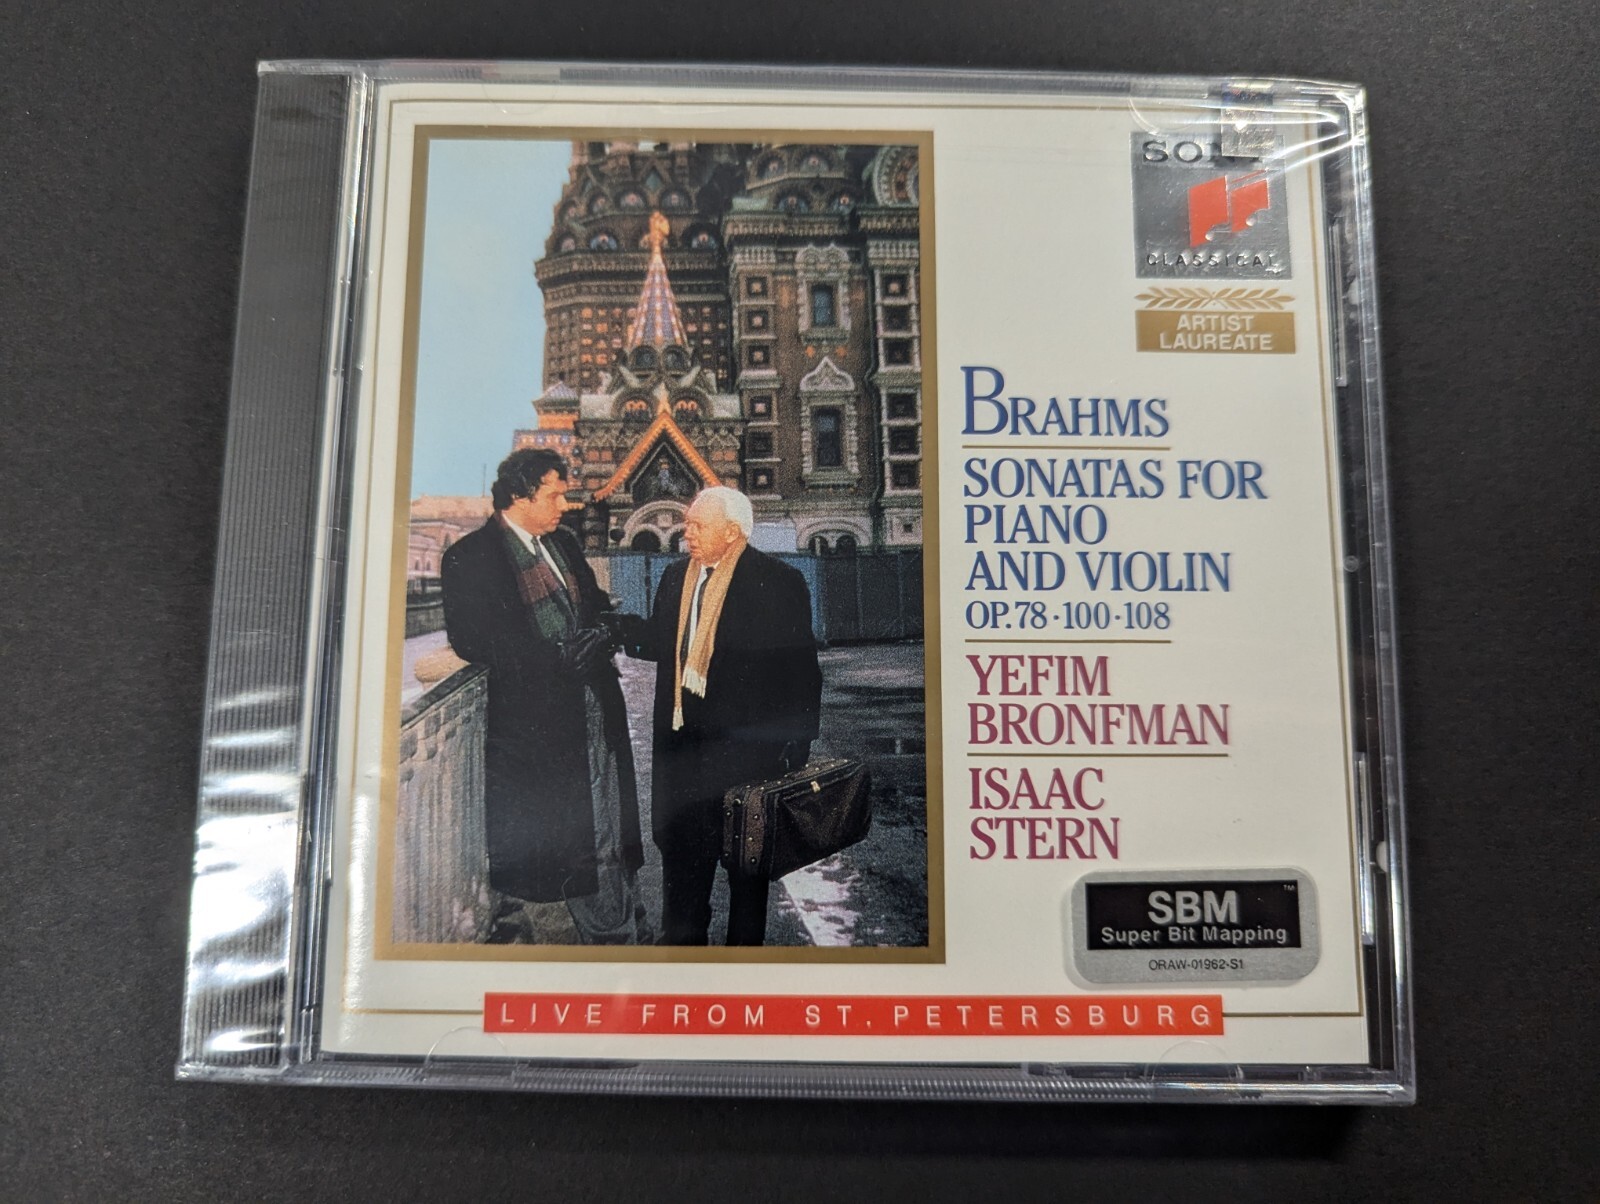 SONY
CLASSICAL
ARTIST
LAUREATE
BRAHMS
SONATAS FOR
PIANO
AND VIOLIN
OP. 78·100·108
YEFIM
BRONFMAN
ISAAC
STERN
SBM™
Super Bit Mapping
ORAW-01962-S1
LIVE FROM ST. PETERSBURG